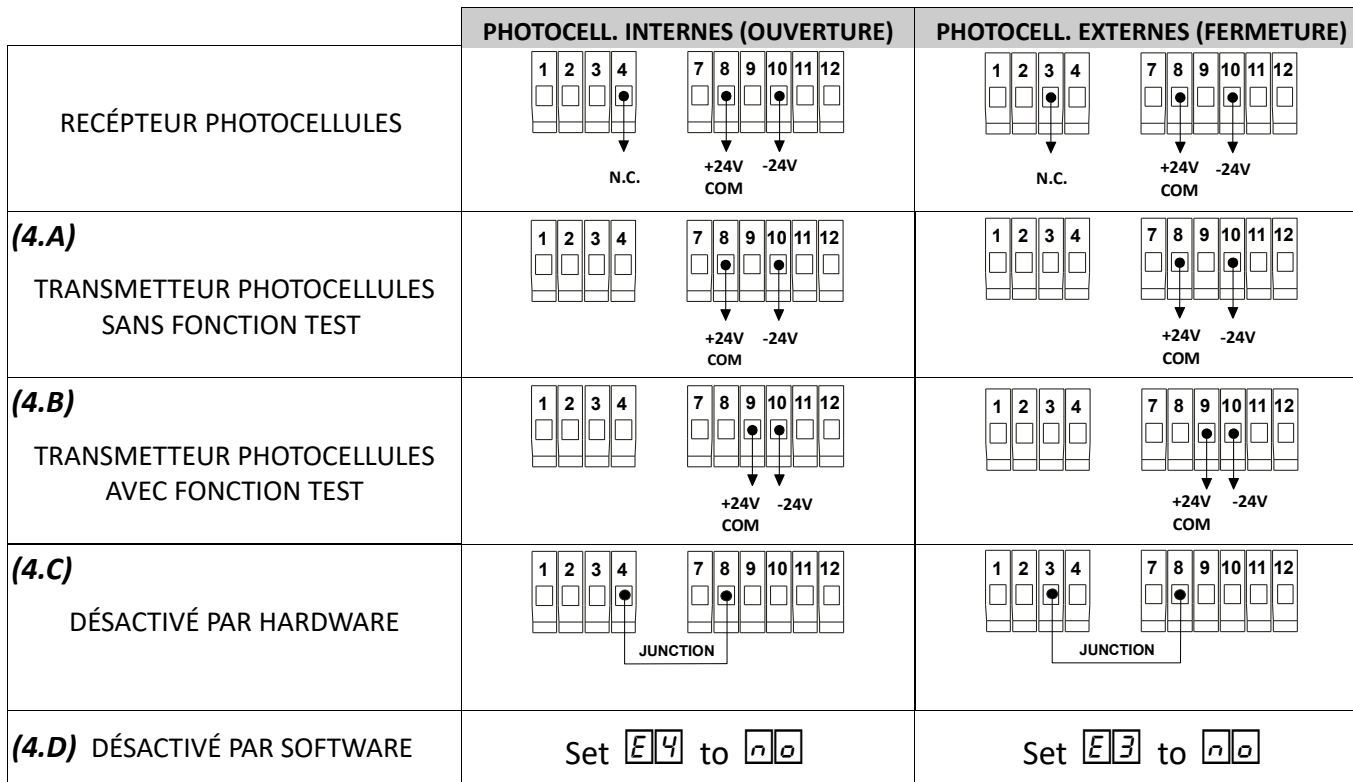 PHOTOCELL. INTERNES (OUVERTURE) PHOTOCELL. EXTERNES (FERMETURE)
RECÉPTEUR PHOTOCELLULES
1 2 3 4 7 8 9 10 11 12
N.C. +24V -24V
COM
1 2 3 4 7 8 9 10 11 12
N.C. +24V -24V
COM
(4.A)
TRANSMETTEUR PHOTOCELLULES
SANS FONCTION TEST
1 2 3 4 7 8 9 10 11 12
+24V -24V
COM
1 2 3 4 7 8 9 10 11 12
+24V -24V
COM
(4.B)
TRANSMETTEUR PHOTOCELLULES
AVEC FONCTION TEST
1 2 3 4 7 8 9 10 11 12
+24V -24V
COM
1 2 3 4 7 8 9 10 11 12
+24V -24V
COM
(4.C)
DÉSACTIVÉ PAR HARDWARE
1 2 3 4 7 8 9 10 11 12
JUNCTION
1 2 3 4 7 8 9 10 11 12
JUNCTION
(4.D) DÉSACTIVÉ PAR SOFTWARE
Set E4 to no
Set E3 to no